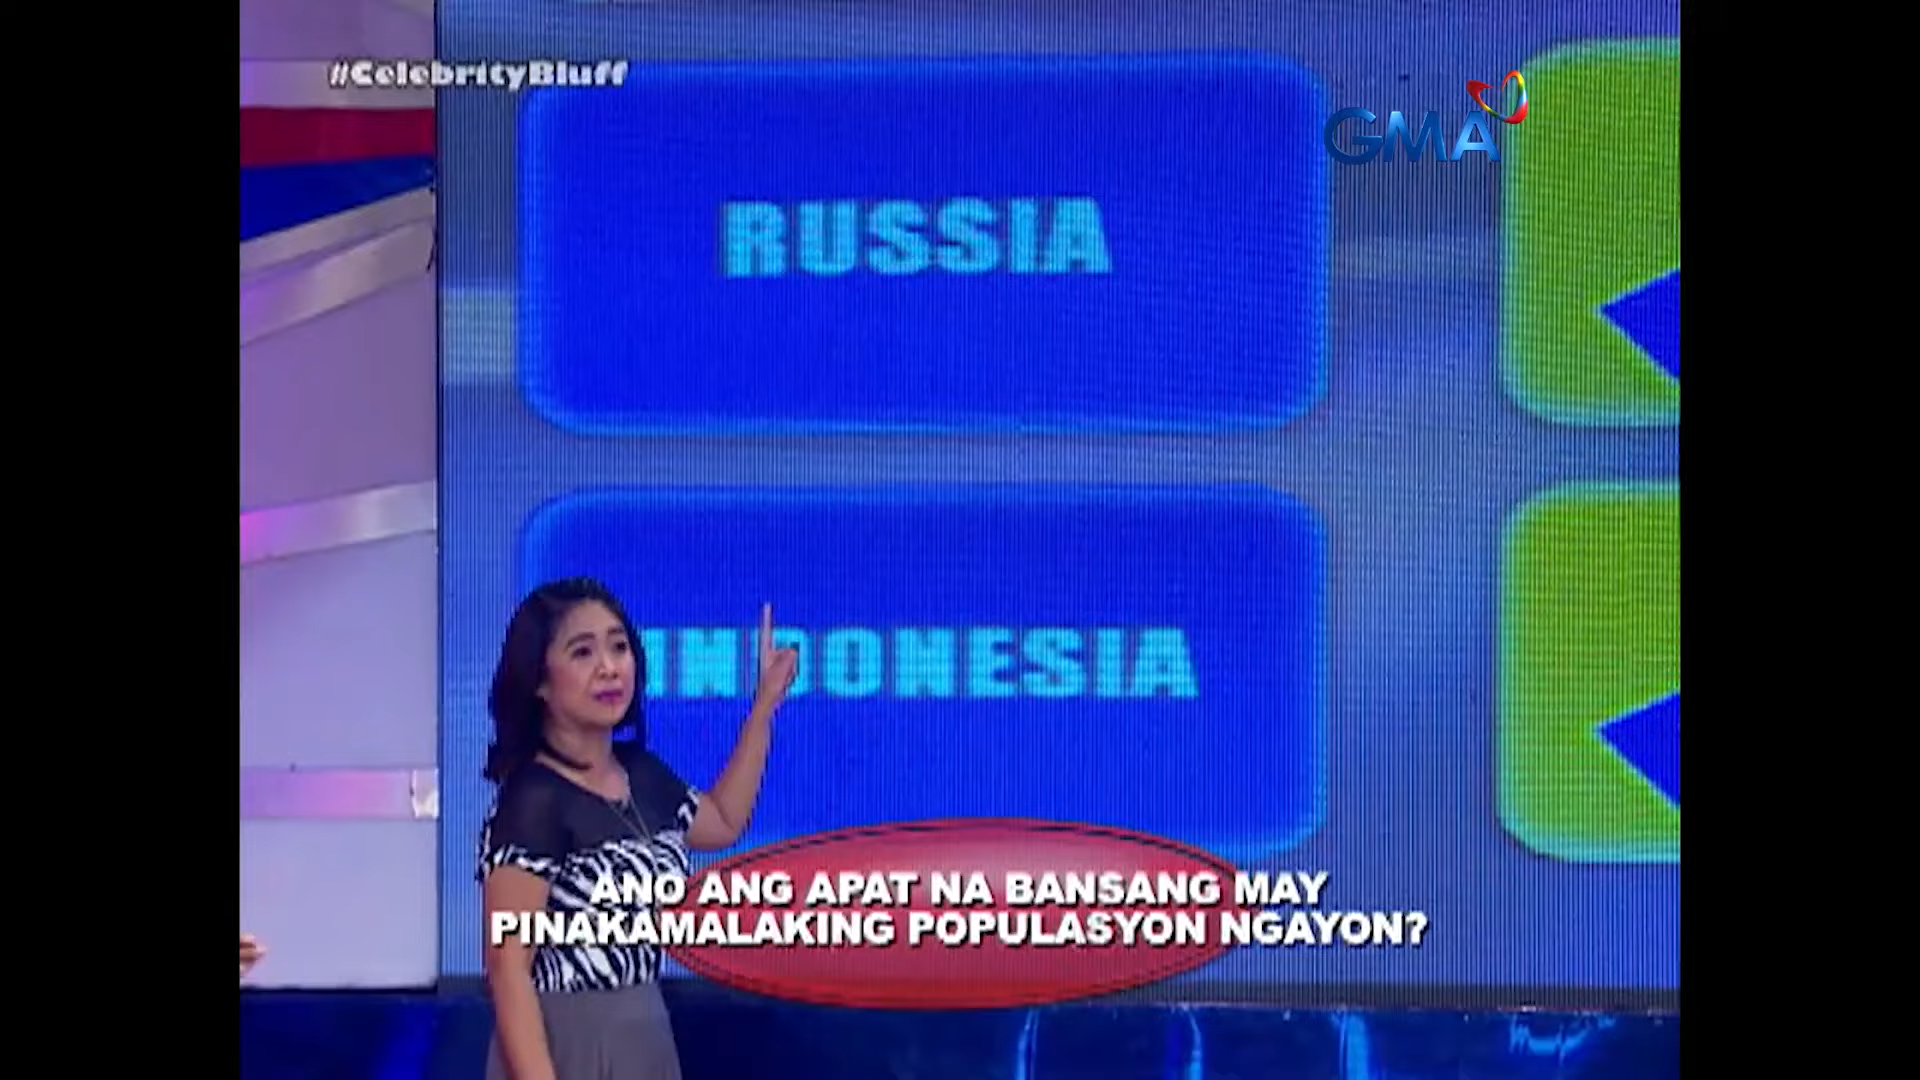 #CelebrityBluff
GMA
RUSSIA
INDONESIA
ANO ANG APAT NA BANSANG MAY
PINAKAMALAKING POPULASYON NGAYON?